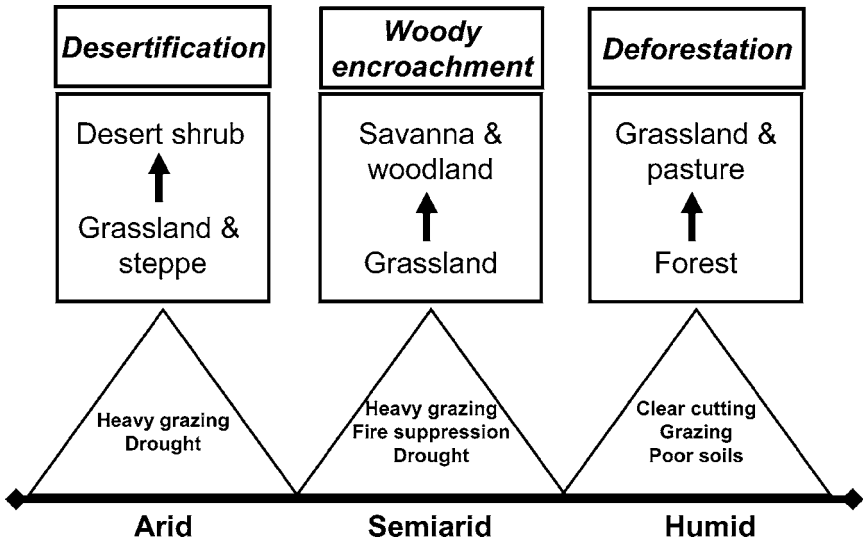 Desertification
Woody
encroachment
Deforestation
Desert shrub
Grassland &
steppe
Savanna &
woodland
Grassland
Grassland &
pasture
Forest
Heavy grazing
Drought
Heavy grazing
Fire suppression
Drought
Clear cutting
Grazing
Poor soils
Arid
Semiarid
Humid